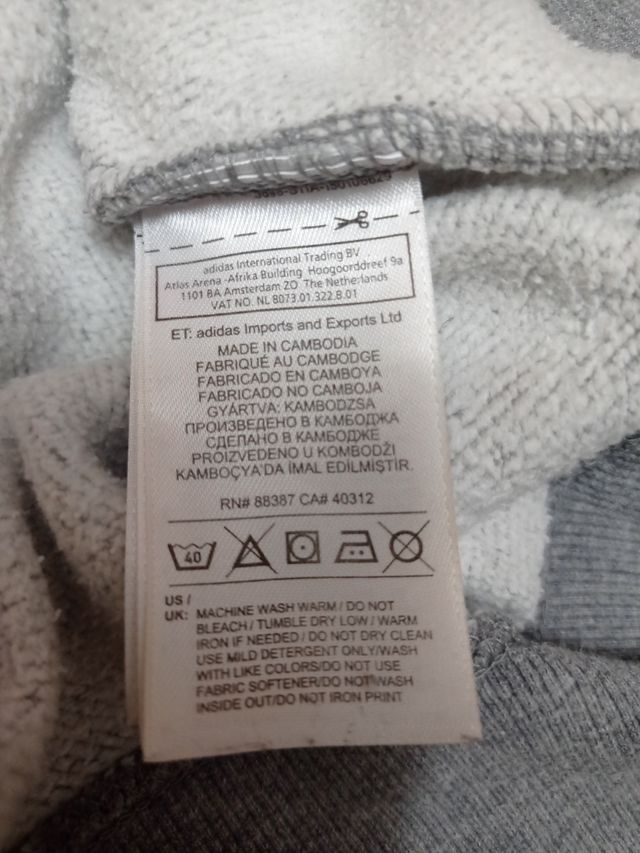 adidas International Trading BV
Atlas Arena -Afrika Building Hoogoorddreef 9a
1101 BA Amsterdam ZO The Netherlands
VAT NO. NL 8073.01.322.B.01
ET: adidas Imports and Exports Ltd
MADE IN CAMBODIA
FABRIQUÉ AU CAMBODGE
FABRICADO EN CAMBOYA
FABRICADO NO CAMBOJA
GYÁRTVA: KAMBODZSA
ПРОИЗВЕДЕНО В КАМБОДЖА
СДЕЛАНО В КАМБОДЖЕ
PROIZVEDENO U KOMBODŽI
KAMBOÇYA'DA İMAL EDİLMİŞTİR.
RN# 88387 CA# 40312
40
US /
UK: MACHINE WASH WARM / DO NOT
BLEACH / TUMBLE DRY LOW / WARM
IRON IF NEEDED / DO NOT DRY CLEAN
USE MILD DETERGENT ONLY/WASH
WITH LIKE COLORS/DO NOT USE
FABRIC SOFTENER/DO NOT WASH
INSIDE OUT/DO NOT IRON PRINT